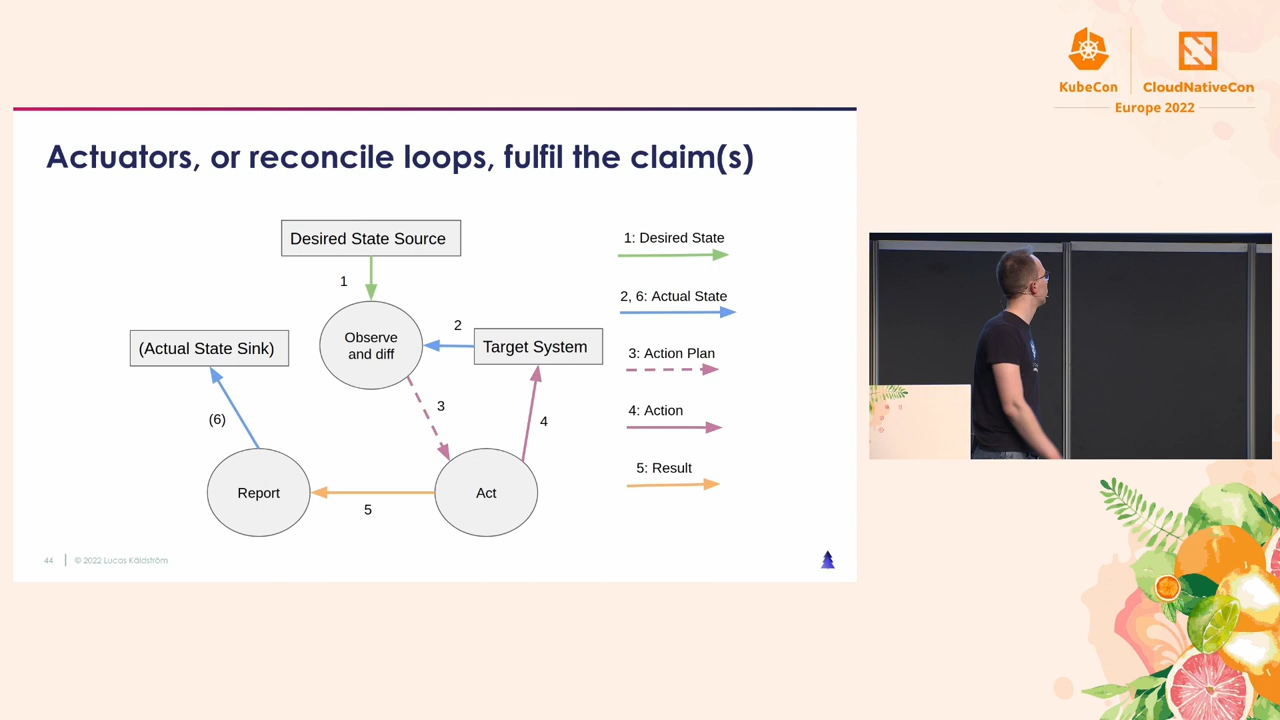 KubeCon
CloudNativeCon
Europe 2022
Actuators, or reconcile loops, fulfil the claim(s)
Desired State Source
1
Observe
and diff
2
Target System
(Actual State Sink)
3
4
(6)
Report
5
Act
1: Desired State
2, 6: Actual State
3: Action Plan
4: Action
5: Result
44
© 2022 Lucas Käldström